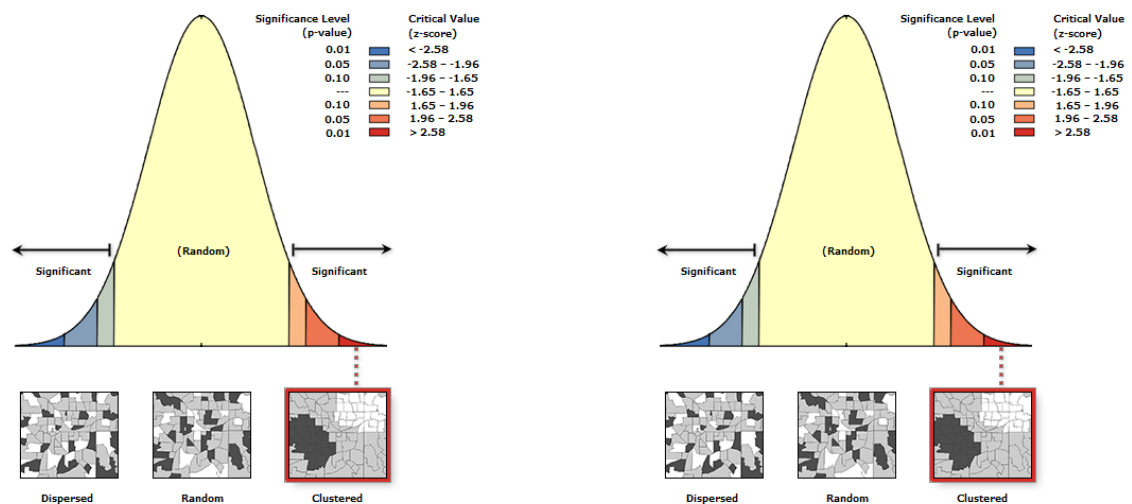 Significance Level Critical Value
(p-value) (z-score)
0.01 < -2.58
0.05 -2.58 – -1.96
0.10 -1.96 – -1.65
--- -1.65 – 1.65
0.10 1.65 – 1.96
0.05 1.96 – 2.58
0.01 > 2.58
(Random)
Significant Significant
Dispersed Random Clustered
Significance Level Critical Value
(p-value) (z-score)
0.01 < -2.58
0.05 -2.58 – -1.96
0.10 -1.96 – -1.65
--- -1.65 – 1.65
0.10 1.65 – 1.96
0.05 1.96 – 2.58
0.01 > 2.58
(Random)
Significant Significant
Dispersed Random Clustered